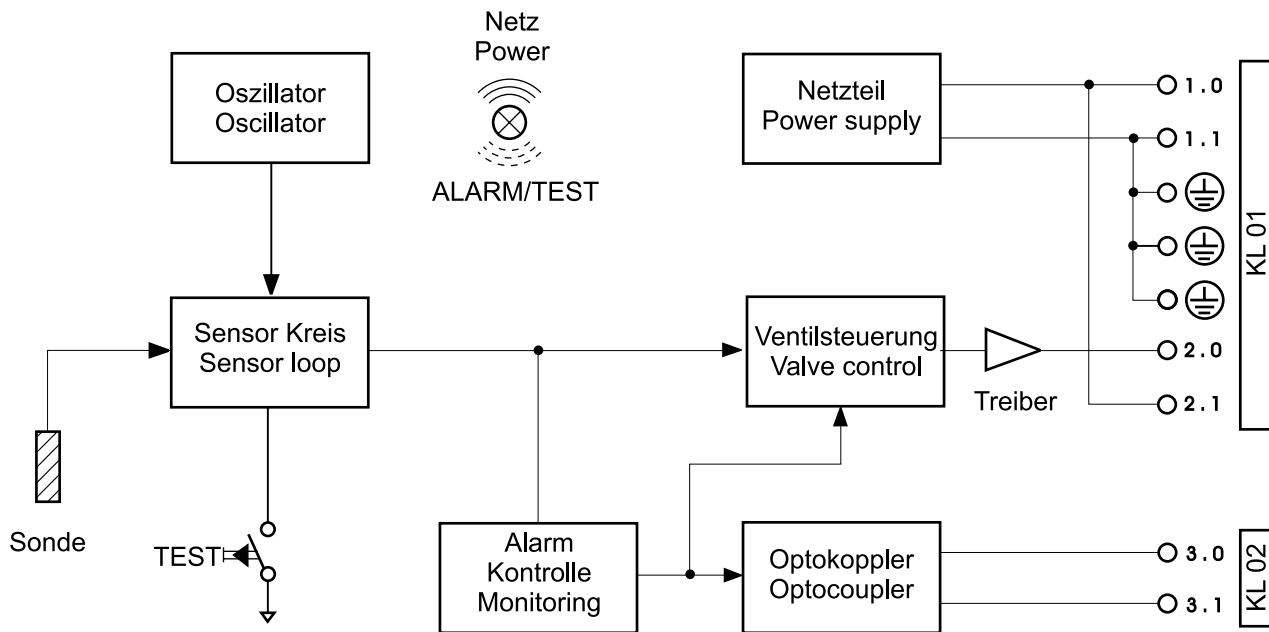 Netz
Power
ALARM/TEST
Oszillator
Oscillator
Netzteil
Power supply
1.0
1.1
KL 01
Sensor Kreis
Sensor loop
Ventilsteuerung
Valve control
Treiber
2.0
2.1
Sonde
TEST
Alarm
Kontrolle
Monitoring
Optokoppler
Optocoupler
3.0
3.1
KL 02